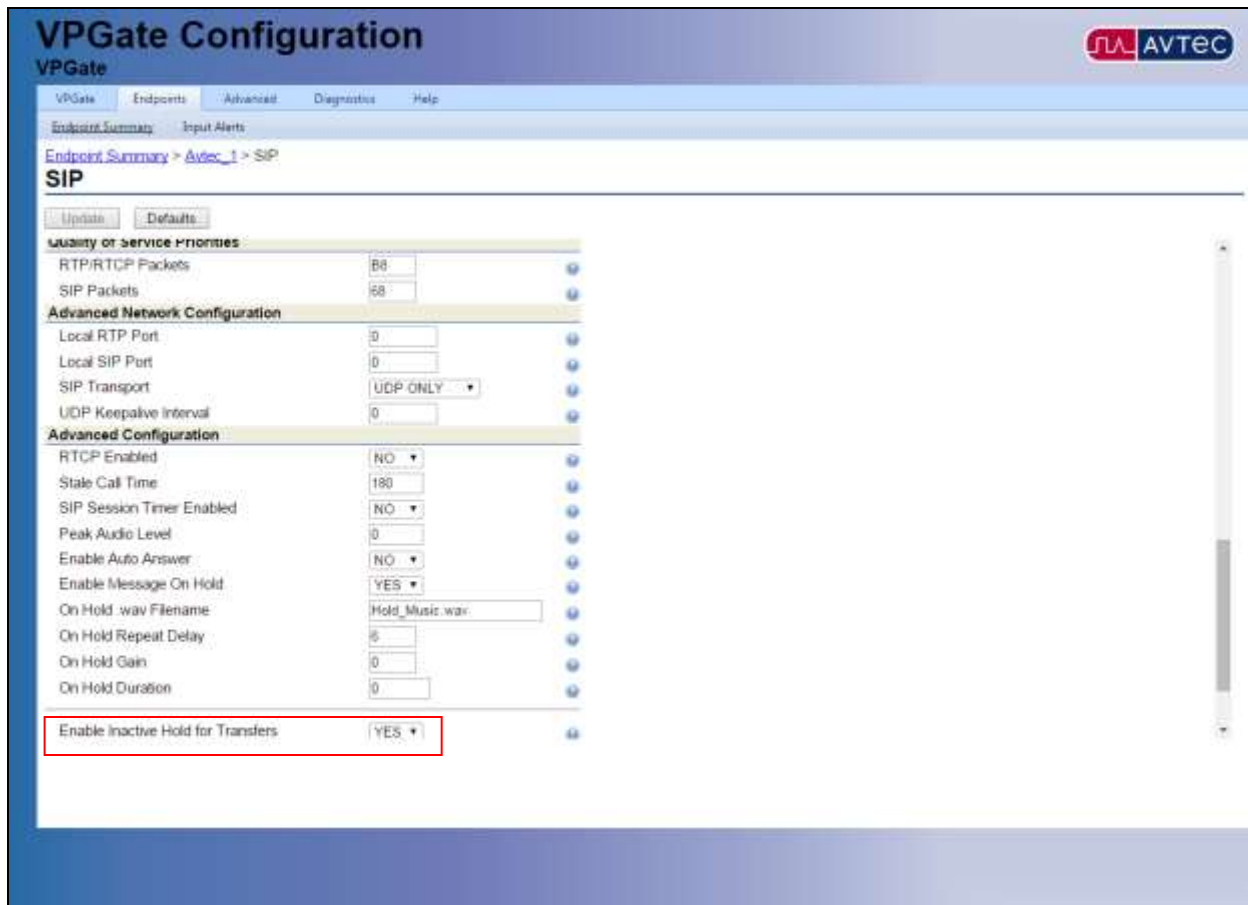 VPGate Configuration
VPGate
AVTEC
VPGate Endpoints Advanced Diagnostics Help
Endpoint Summary Input Alerts
Endpoint Summary > Avtec_1 > SIP
SIP
Update Defaults
Quality of Service Priorities
RTP/RTCP Packets B8
SIP Packets 68
Advanced Network Configuration
Local RTP Port 0
Local SIP Port 0
SIP Transport UDP ONLY
UDP Keepalive Interval 0
Advanced Configuration
RTCP Enabled NO
Stale Call Time 180
SIP Session Timer Enabled NO
Peak Audio Level 0
Enable Auto Answer NO
Enable Message On Hold YES
On Hold .wav Filename Hold_Music.wav
On Hold Repeat Delay 6
On Hold Gain 0
On Hold Duration 0
Enable Inactive Hold for Transfers YES